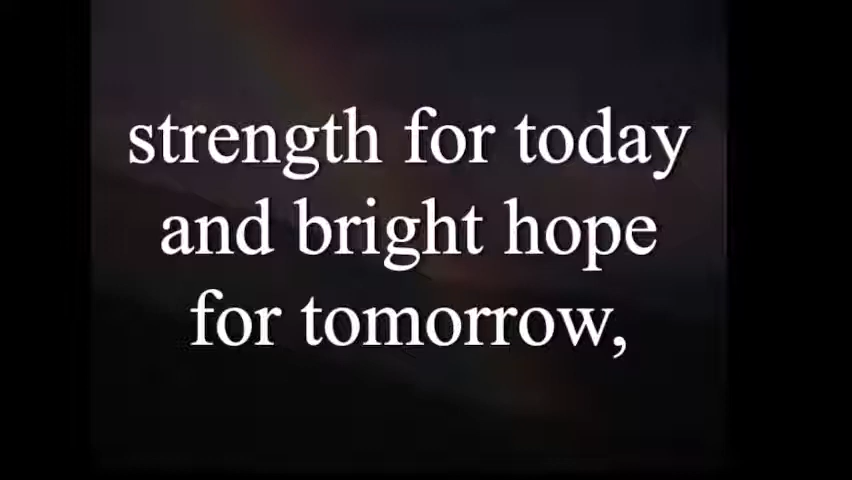 strength for today
and bright hope
for tomorrow,